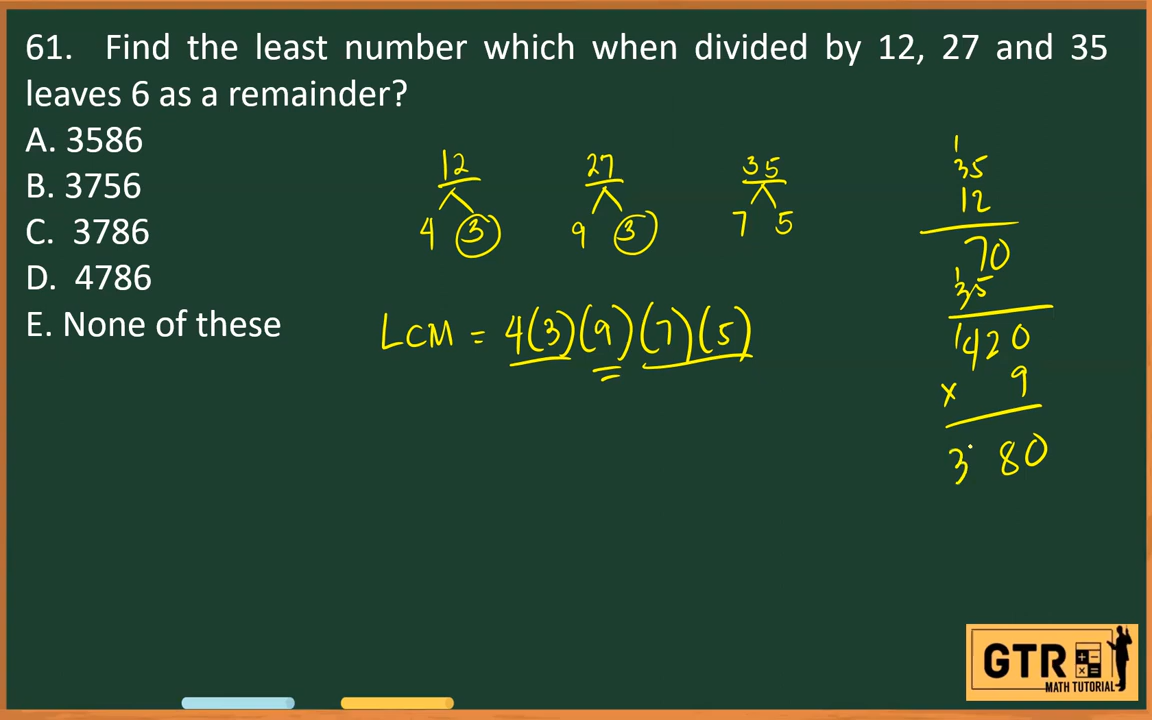 61. Find the least number which when divided by 12, 27 and 35
leaves 6 as a remainder?
A. 3586
B. 3756
C. 3786
D. 4786
E. None of these
12 27 35
4 3 9 3 7 5
LCM = 4(3)(9)(7)(5)
1
35
12
70
1
35
1420
x 9
3 80
GTR
MATH TUTORIAL